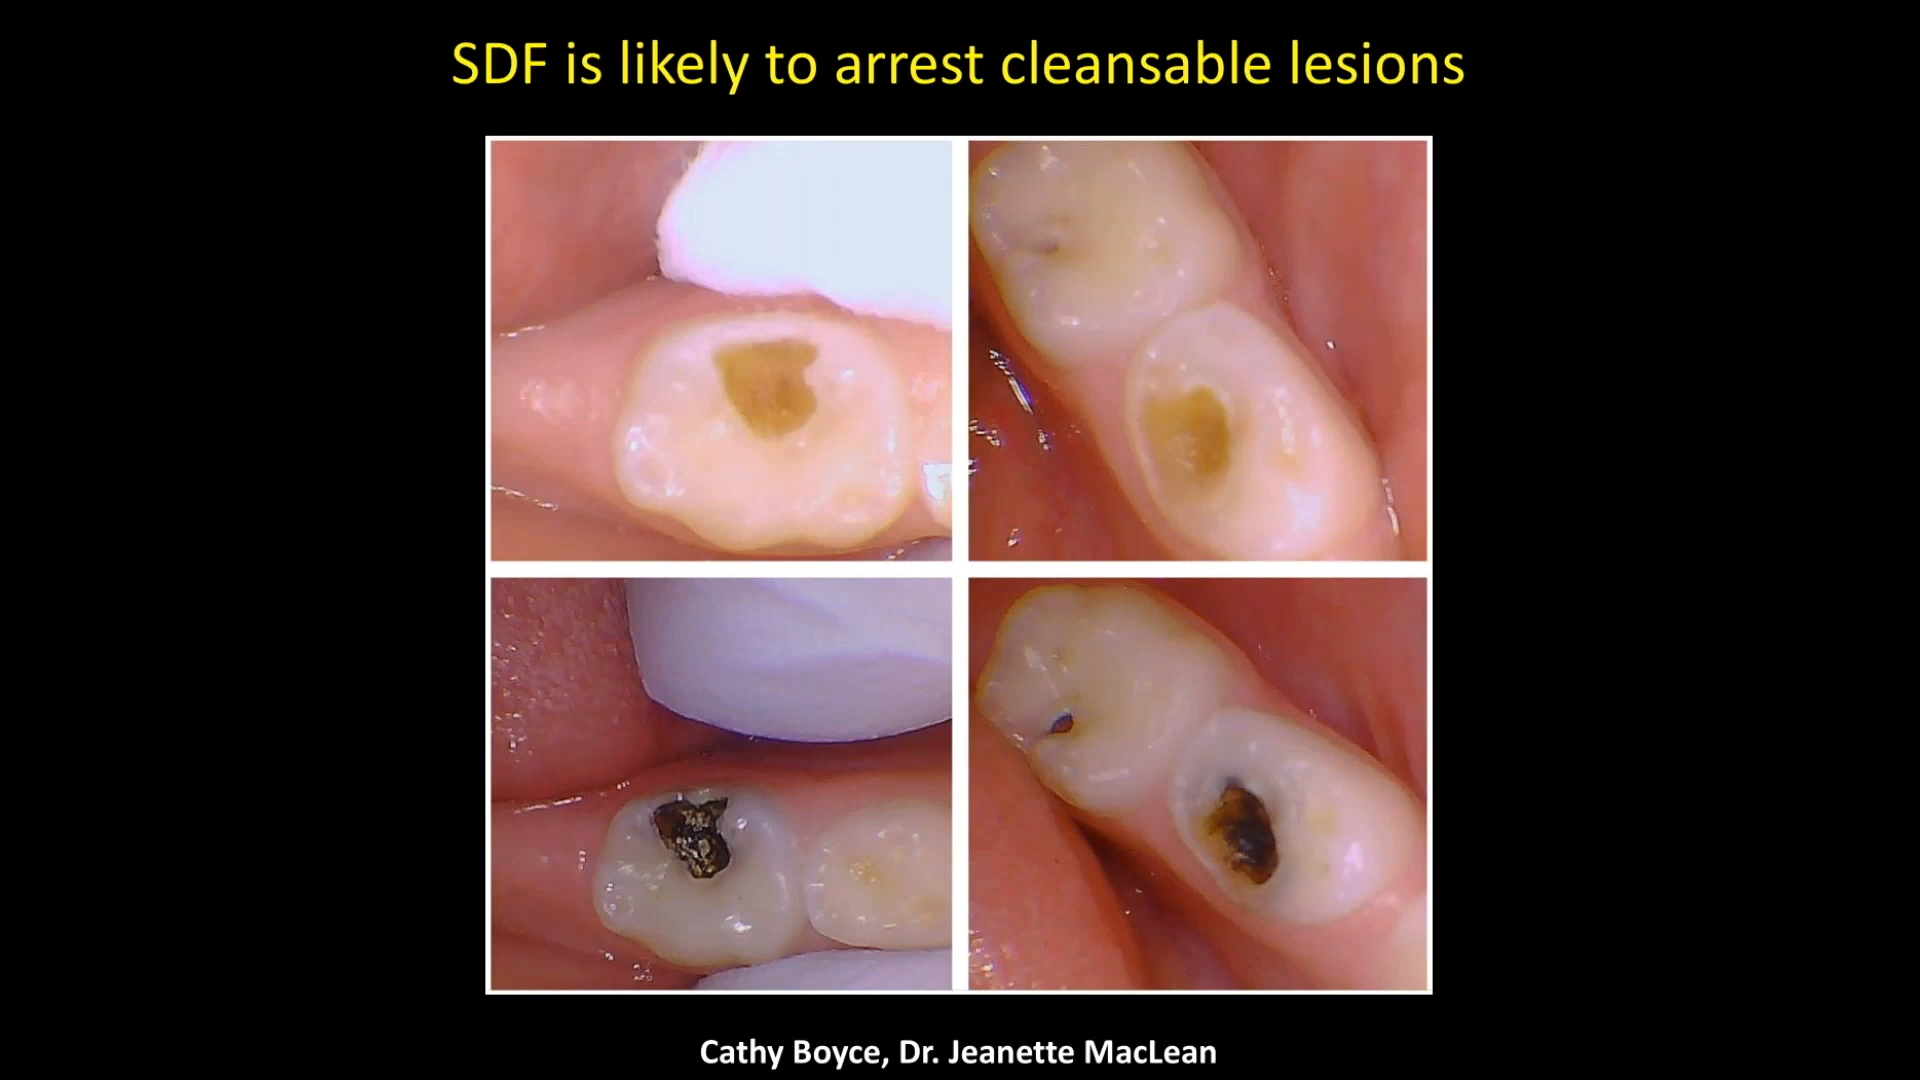 SDF is likely to arrest cleansable lesions
Cathy Boyce, Dr. Jeanette MacLean